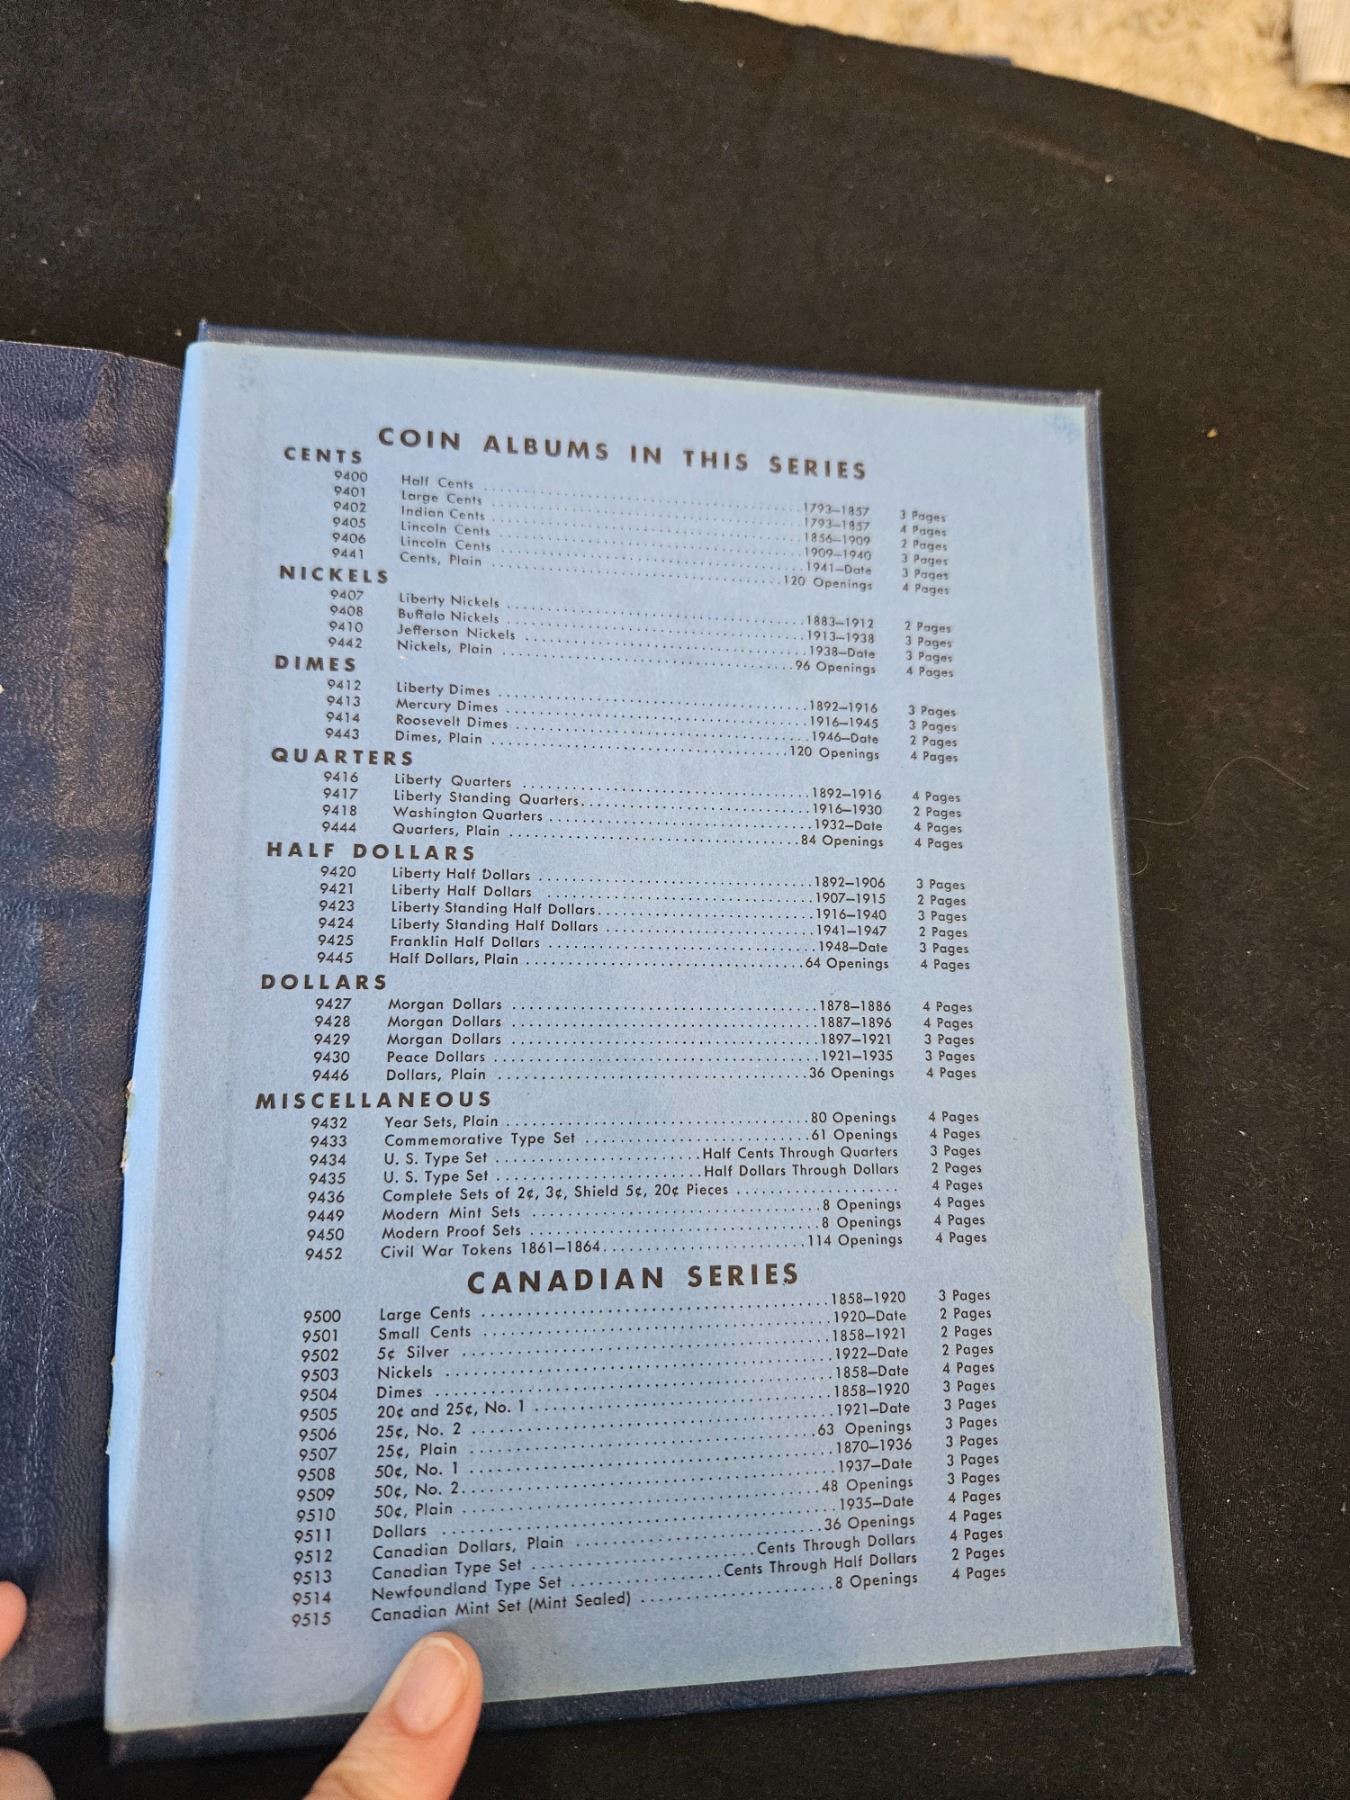 COIN ALBUMS IN THIS SERIES
CENTS
9400 Half Cents ........ 1793–1857 3 Pages
9401 Large Cents ........ 1793–1857 4 Pages
9402 Indian Cents ........ 1856–1909 2 Pages
9405 Lincoln Cents ........ 1909–1940 3 Pages
9406 Lincoln Cents ........ 1941–Date 3 Pages
9441 Cents, Plain ........ 120 Openings 4 Pages
NICKELS
9407 Liberty Nickels ........ 1883–1912 2 Pages
9408 Buffalo Nickels ........ 1913–1938 3 Pages
9410 Jefferson Nickels ........ 1938–Date 3 Pages
9442 Nickels, Plain ........ 96 Openings 4 Pages
DIMES
9412 Liberty Dimes ........ 1892–1916 3 Pages
9413 Mercury Dimes ........ 1916–1945 3 Pages
9414 Roosevelt Dimes ........ 1946–Date 2 Pages
9443 Dimes, Plain ........ 120 Openings 4 Pages
QUARTERS
9416 Liberty Quarters ........ 1892–1916 4 Pages
9417 Liberty Standing Quarters ........ 1916–1930 2 Pages
9418 Washington Quarters ........ 1932–Date 4 Pages
9444 Quarters, Plain ........ 84 Openings 4 Pages
HALF DOLLARS
9420 Liberty Half Dollars ........ 1892–1906 3 Pages
9421 Liberty Half Dollars ........ 1907–1915 2 Pages
9423 Liberty Standing Half Dollars ........ 1916–1940 3 Pages
9424 Liberty Standing Half Dollars ........ 1941–1947 2 Pages
9425 Franklin Half Dollars ........ 1948–Date 3 Pages
9445 Half Dollars, Plain ........ 64 Openings 4 Pages
DOLLARS
9427 Morgan Dollars ........ 1878–1886 4 Pages
9428 Morgan Dollars ........ 1887–1896 4 Pages
9429 Morgan Dollars ........ 1897–1921 3 Pages
9430 Peace Dollars ........ 1921–1935 3 Pages
9446 Dollars, Plain ........ 36 Openings 4 Pages
MISCELLANEOUS
9432 Year Sets, Plain ........ 80 Openings 4 Pages
9433 Commemorative Type Set ........ 61 Openings 4 Pages
9434 U. S. Type Set ........ Half Cents Through Quarters 3 Pages
9435 U. S. Type Set ........ Half Dollars Through Dollars 2 Pages
9436 Complete Sets of 2¢, 3¢, Shield 5¢, 20¢ Pieces ........ 4 Pages
9449 Modern Mint Sets ........ 8 Openings 4 Pages
9450 Modern Proof Sets ........ 8 Openings 4 Pages
9452 Civil War Tokens 1861–1864 ........ 114 Openings 4 Pages
CANADIAN SERIES
9500 Large Cents ........ 1858–1920 3 Pages
9501 Small Cents ........ 1920–Date 2 Pages
9502 5¢ Silver ........ 1858–1921 2 Pages
9503 Nickels ........ 1922–Date 2 Pages
9504 Dimes ........ 1858–Date 4 Pages
9505 20¢ and 25¢, No. 1 ........ 1858–1920 3 Pages
9506 25¢, No. 2 ........ 1921–Date 3 Pages
9507 25¢, Plain ........ 63 Openings 3 Pages
9508 50¢, No. 1 ........ 1870–1936 3 Pages
9509 50¢, No. 2 ........ 1937–Date 3 Pages
9510 50¢, Plain ........ 48 Openings 3 Pages
9511 Dollars ........ 1935–Date 4 Pages
9512 Canadian Dollars, Plain ........ 36 Openings 4 Pages
9513 Canadian Type Set ........ Cents Through Dollars 4 Pages
9514 Newfoundland Type Set ........ Cents Through Half Dollars 2 Pages
9515 Canadian Mint Set (Mint Sealed) ........ 8 Openings 4 Pages